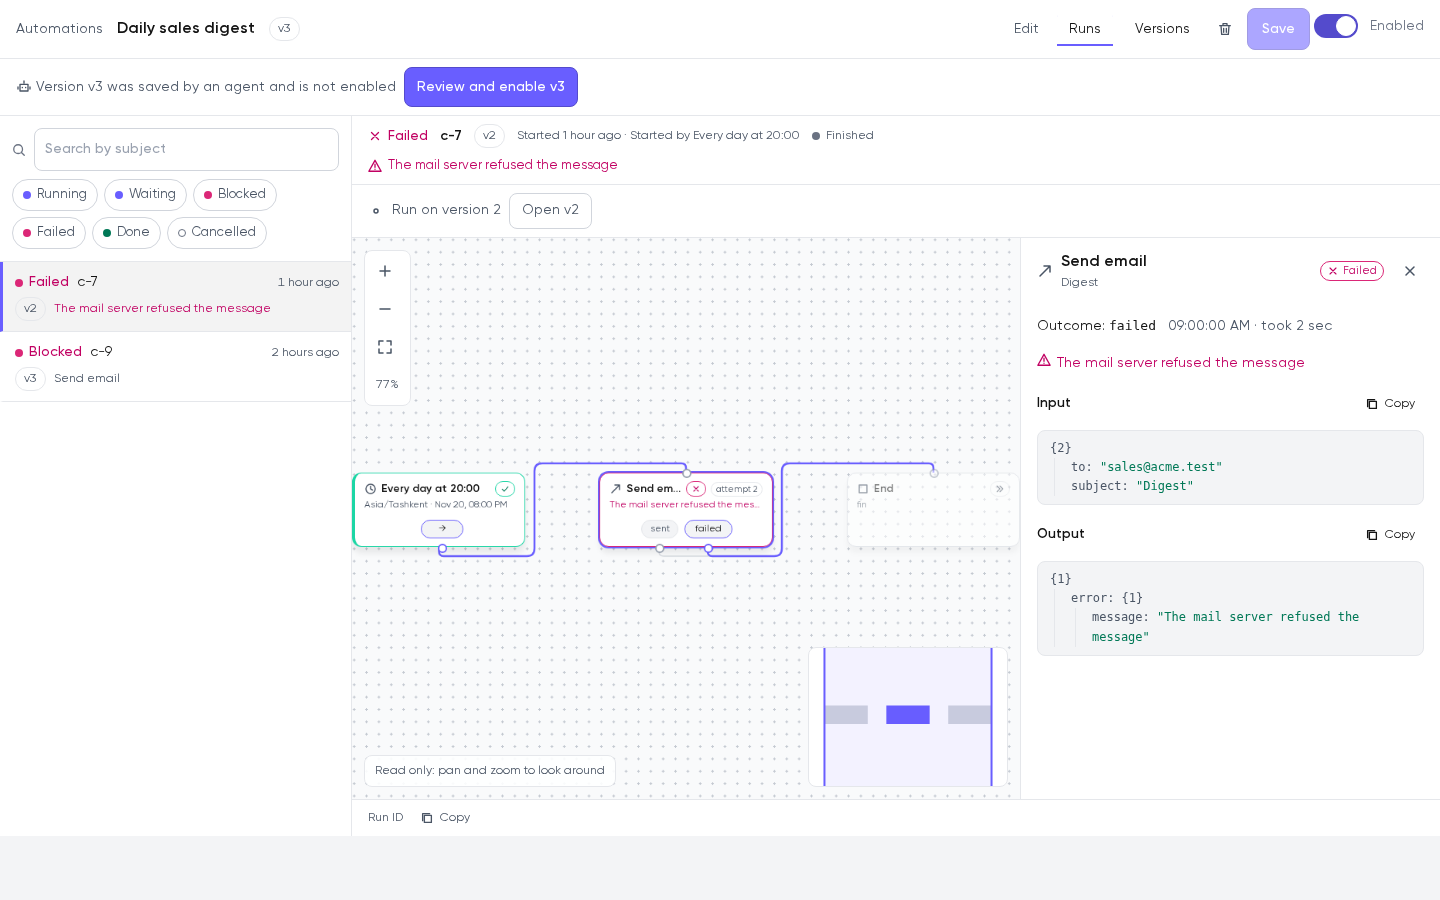 Automations Daily sales digest v3 Edit Runs Versions Save Enabled
Version v3 was saved by an agent and is not enabled Review and enable v3
Search by subject
Running Waiting Blocked
Failed Done Cancelled
Failed c-7 1 hour ago
v2 The mail server refused the message
Blocked c-9 2 hours ago
v3 Send email
Failed c-7 v2 Started 1 hour ago · Started by Every day at 20:00 Finished
The mail server refused the message
Run on version 2 Open v2
77%
Every day at 20:00
Asia/Tashkent · Nov 20, 08:00 PM
Send em... attempt 2
The mail server refused the mes...
sent failed
End
fin
Read only: pan and zoom to look around
Send email Failed
Digest
Outcome: failed 09:00:00 AM · took 2 sec
The mail server refused the message
Input Copy
{2}
to: "sales@acme.test"
subject: "Digest"
Output Copy
{1}
error: {1}
message: "The mail server refused the
message"
Run ID Copy